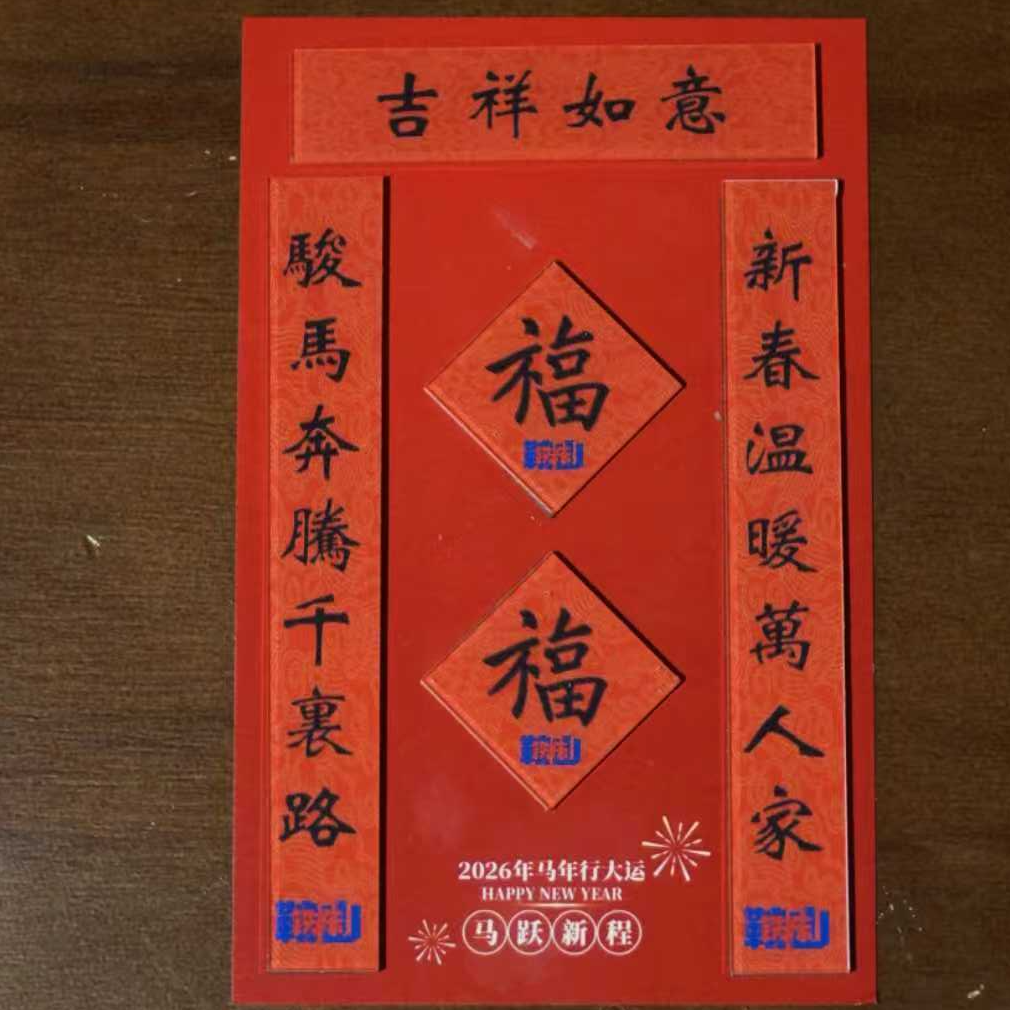 吉祥如意
駿馬奔騰千裏路
新春温暖萬人家
福
福
2026年马年行大运
HAPPY NEW YEAR
马跃新程